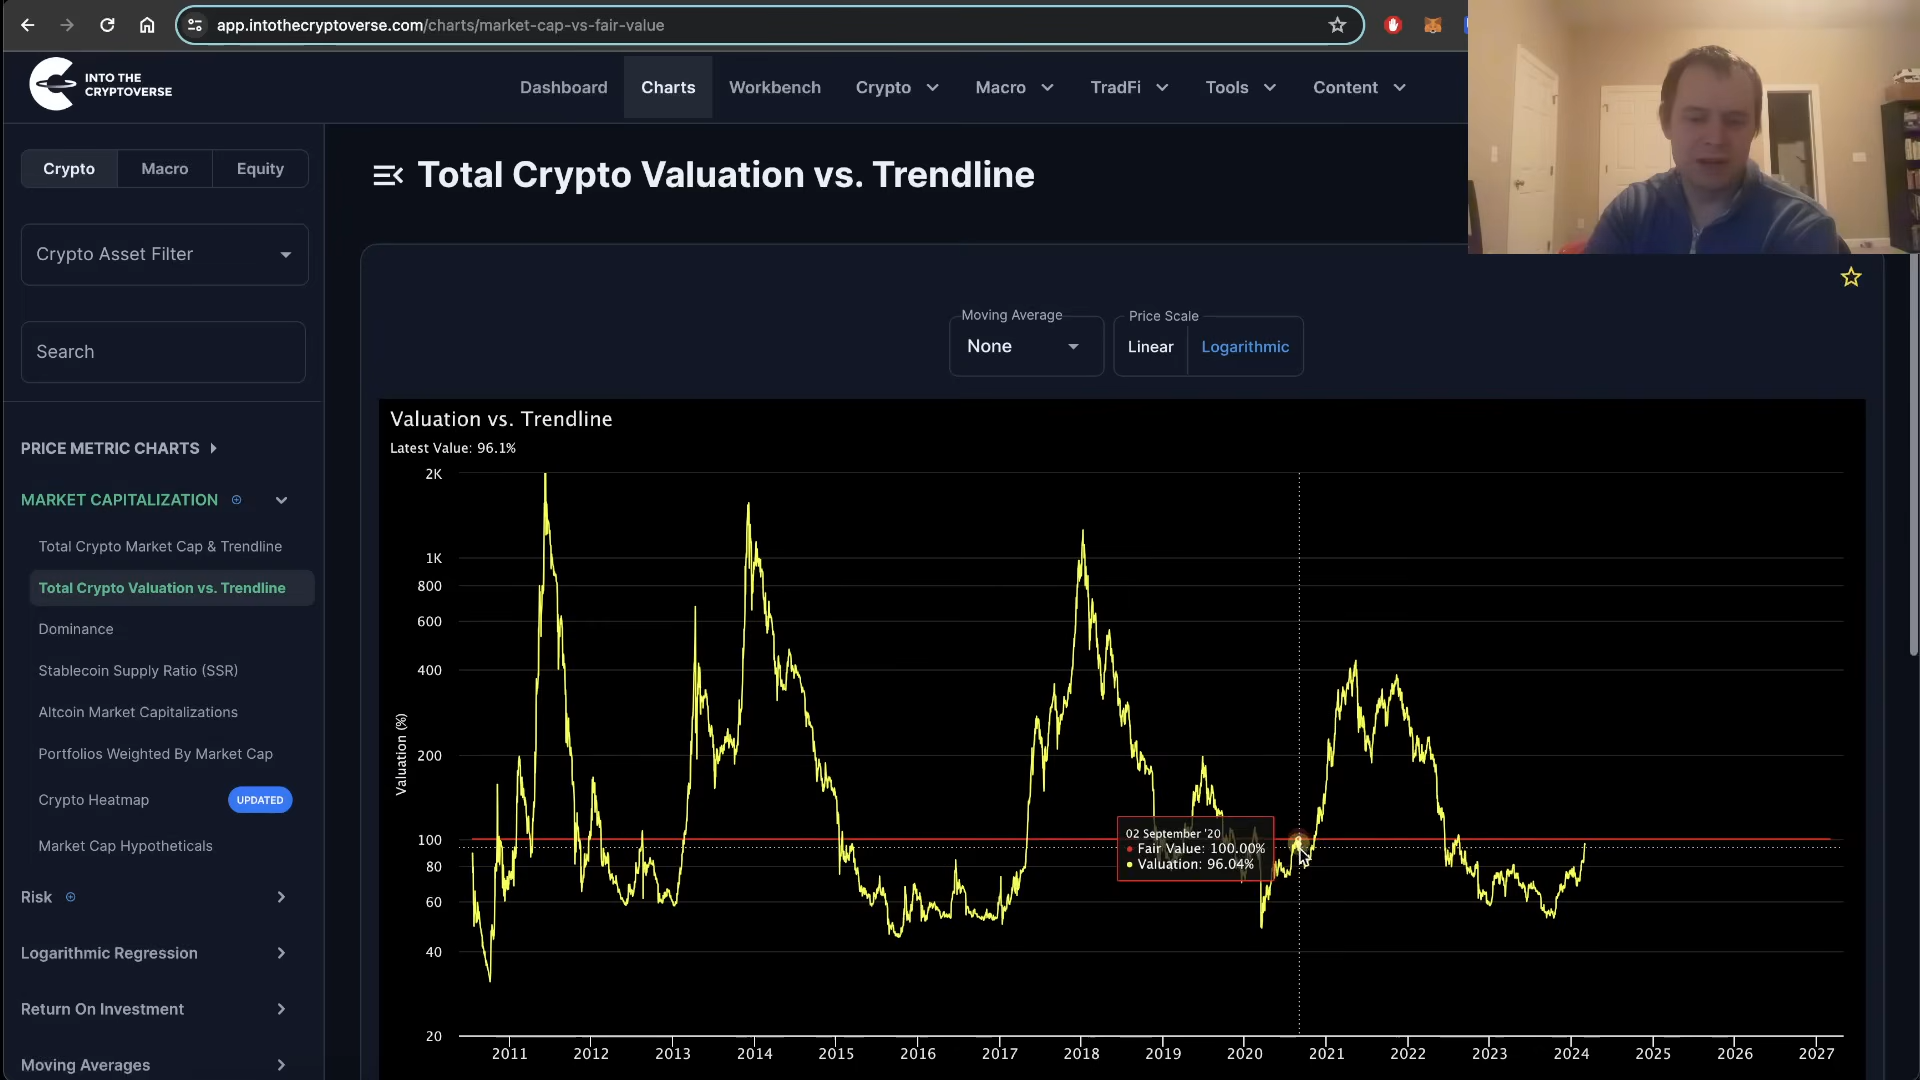 app.intothecryptoverse.com/charts/market-cap-vs-fair-value
INTO THE
CRYPTOVERSE
Dashboard
Charts
Workbench
Crypto
Macro
TradFi
Tools
Content
Crypto
Macro
Equity
Crypto Asset Filter
Search
PRICE METRIC CHARTS
MARKET CAPITALIZATION
Total Crypto Market Cap & Trendline
Total Crypto Valuation vs. Trendline
Dominance
Stablecoin Supply Ratio (SSR)
Altcoin Market Capitalizations
Portfolios Weighted By Market Cap
Crypto Heatmap
UPDATED
Market Cap Hypotheticals
Risk
Logarithmic Regression
Return On Investment
Moving Averages
Total Crypto Valuation vs. Trendline
Moving Average
None
Price Scale
Linear
Logarithmic
Valuation vs. Trendline
Latest Value: 96.1%
Valuation (%)
2K
1K
800
600
400
200
100
80
60
40
20
02 September '20
Fair Value: 100.00%
Valuation: 96.04%
2011
2012
2013
2014
2015
2016
2017
2018
2019
2020
2021
2022
2023
2024
2025
2026
2027